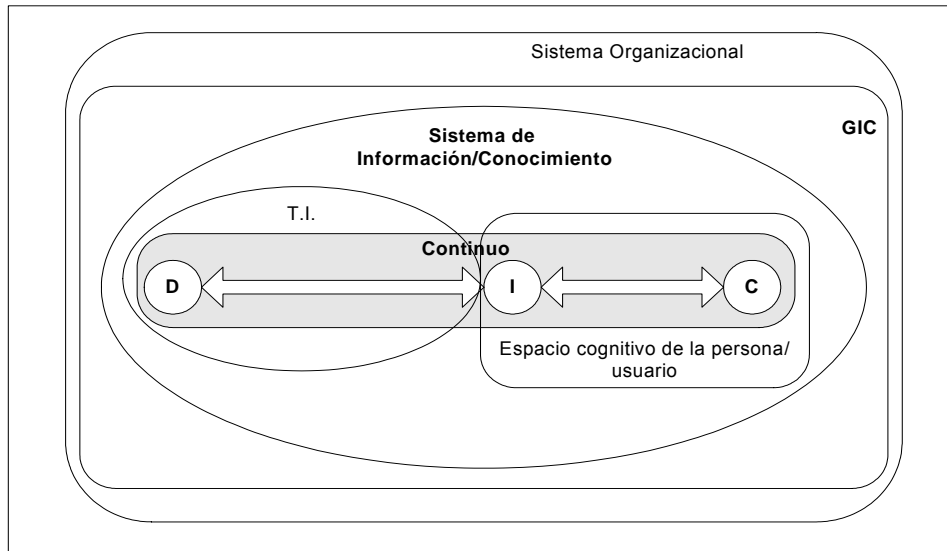 Sistema Organizacional
GIC
Sistema de
Información/Conocimiento
T.I.
Continuo
D
I
C
Espacio cognitivo de la persona/
usuario